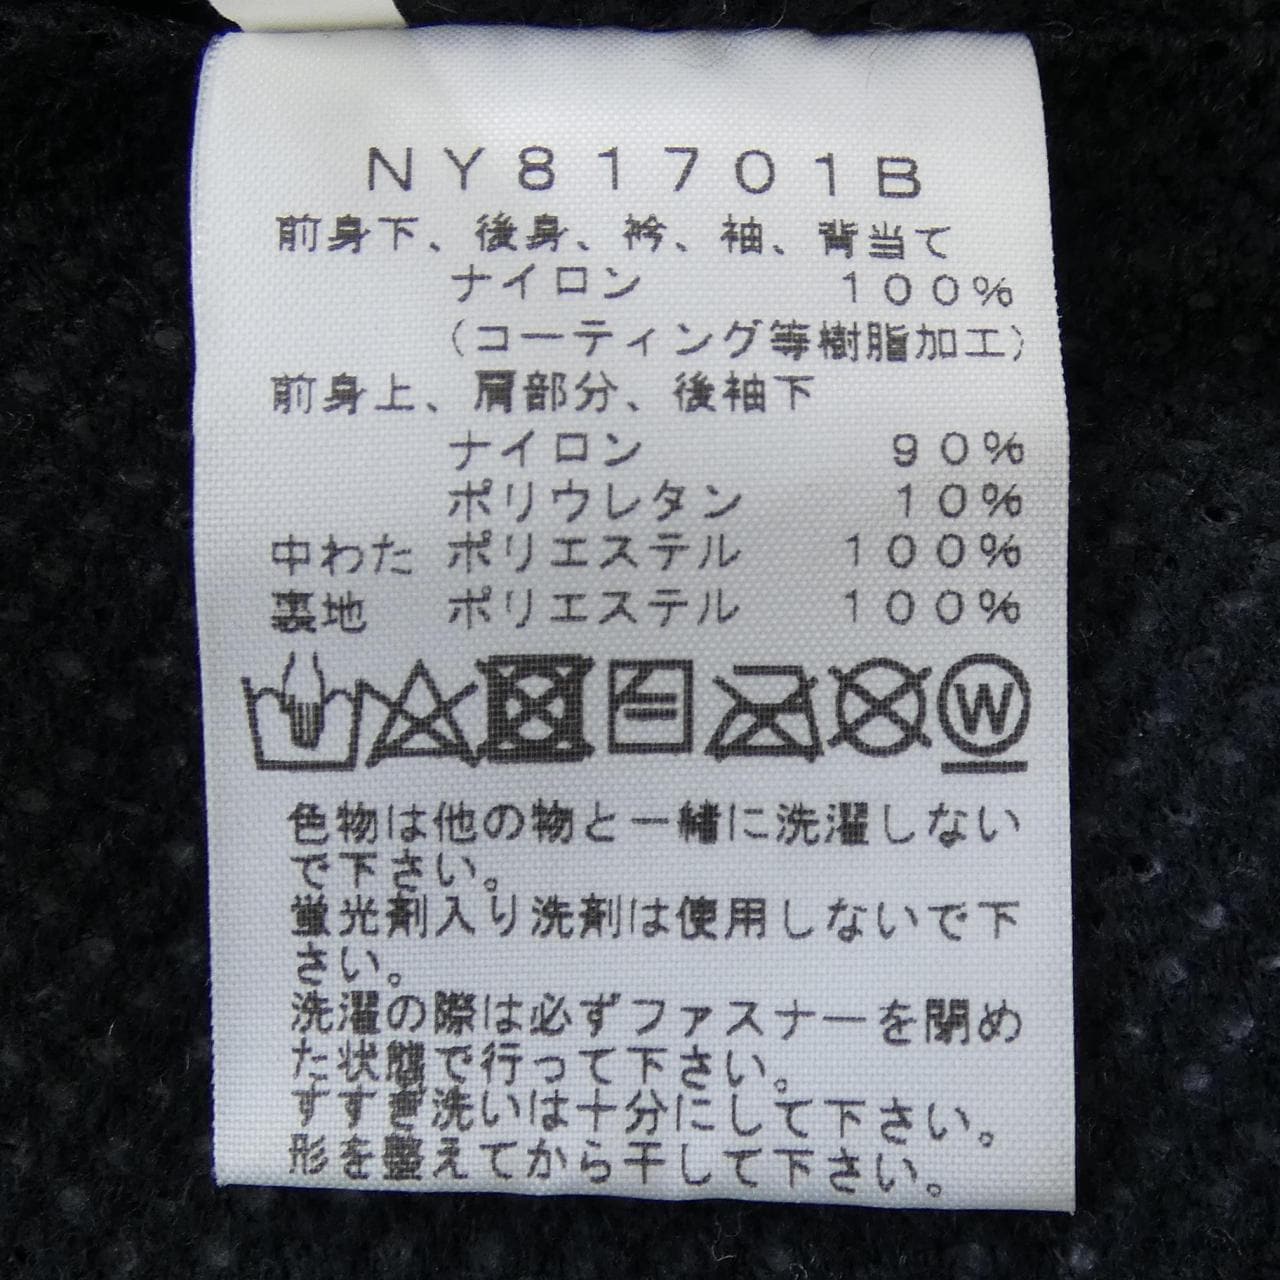 NY81701B
前身下、後身、衿、袖、背当て
ナイロン 100%
(コーティング等樹脂加工)
前身上、肩部分、後袖下
ナイロン 90%
ポリウレタン 10%
中わた ポリエステル 100%
裏地 ポリエステル 100%
W
色物は他の物と一緒に洗濯しない
で下さい。
蛍光剤入り洗剤は使用しないで下
さい。
洗濯の際は必ずファスナーを閉め
た状態で行って下さい。
すすぎ洗いは十分にして下さい。
形を整えてから干して下さい。